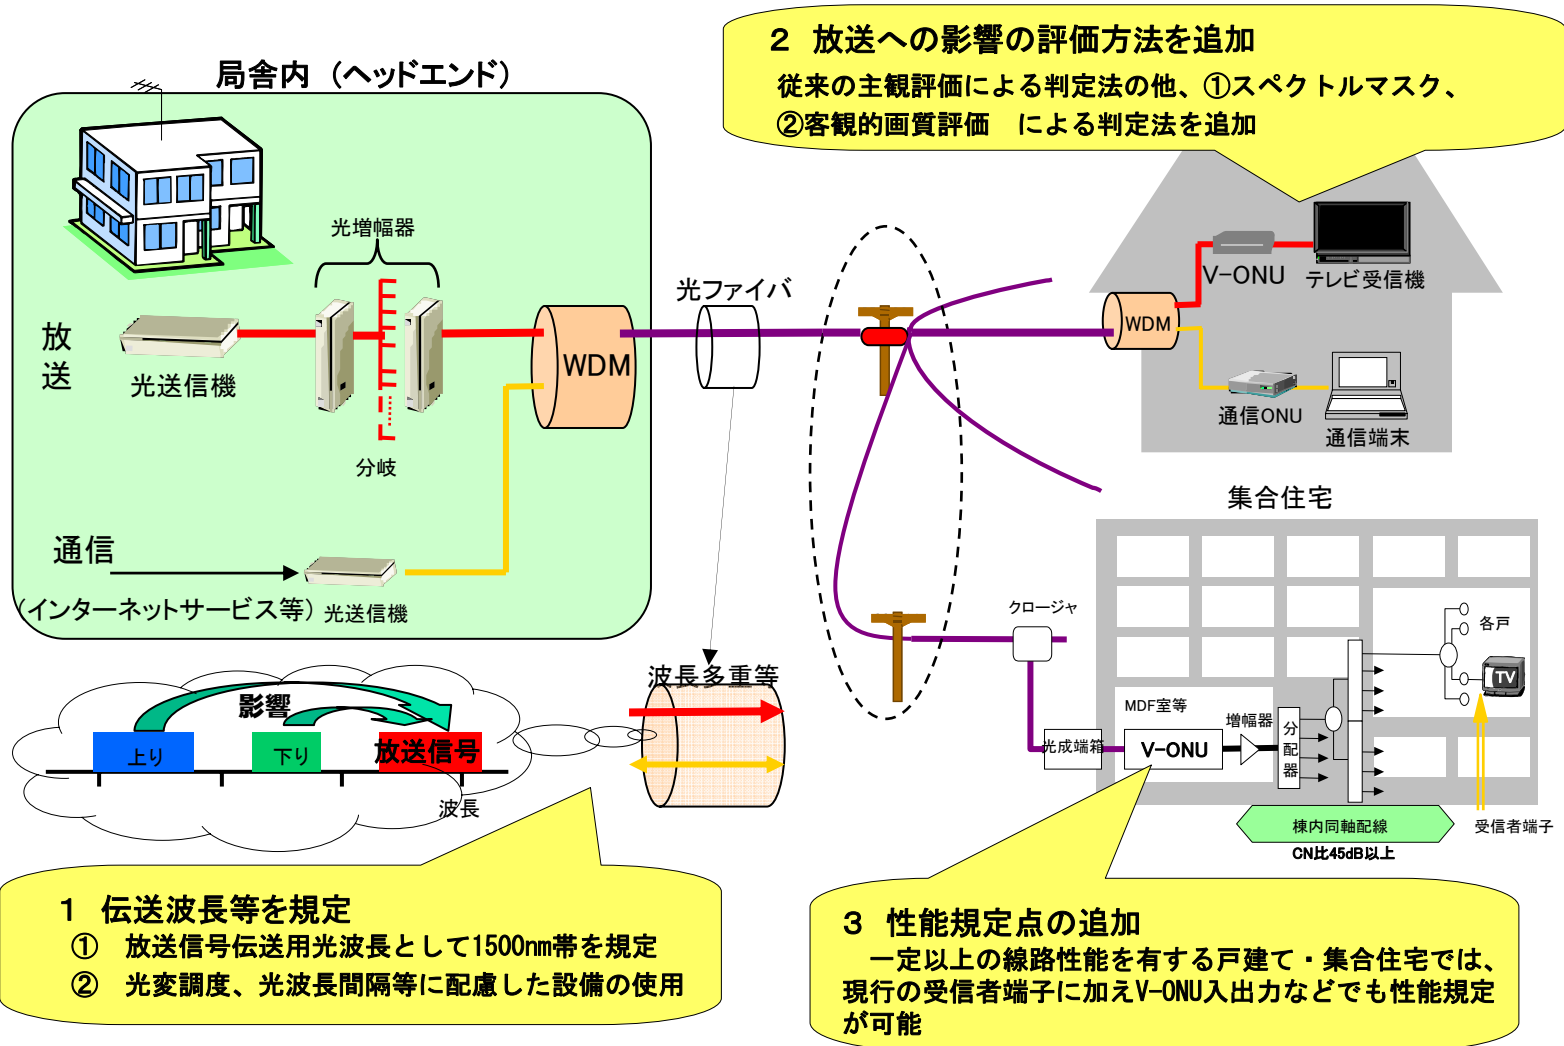 ２ 放送への影響の評価方法を追加
従来の主観評価による判定法の他、①スペクトルマスク、
②客観的画質評価　による判定法を追加
局舎内（ヘッドエンド）
光増幅器
放
送
光送信機
分岐
WDM
通信
（インターネットサービス等）
光送信機
光ファイバ
WDM
V-ONU
テレビ受信機
通信ONU
通信端末
集合住宅
クロージャ
各戸
TV
MDF室等
増幅器
光成端箱
V-ONU
分
配
器
棟内同軸配線
CN比45dB以上
受信者端子
波長多重等
影響
上り
下り
放送信号
波長
１ 伝送波長等を規定
①　放送信号伝送用光波長として1500nm帯を規定
②　光変調度、光波長間隔等に配慮した設備の使用
３ 性能規定点の追加
一定以上の線路性能を有する戸建て・集合住宅では、
現行の受信者端子に加えV-ONU入出力などでも性能規定
が可能